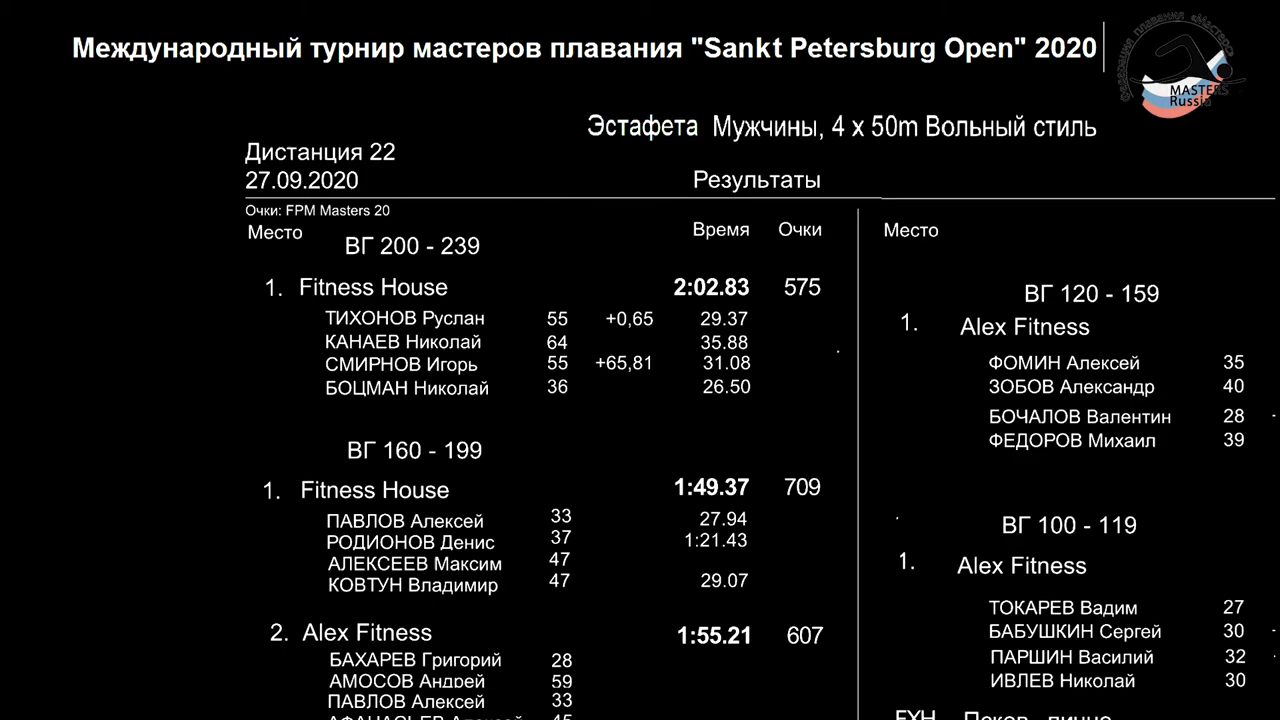 Международный турнир мастеров плавания "Sankt Petersburg Open" 2020
MASTERS
Russia
Эстафета Мужчины, 4 x 50m Вольный стиль
Дистанция 22
27.09.2020
Результаты
Очки: FPM Masters 20
Место
Время Очки
ВГ 200 - 239
1. Fitness House 2:02.83 575
ТИХОНОВ Руслан 55 +0,65 29.37
КАНАЕВ Николай 64 35.88
СМИРНОВ Игорь 55 +65,81 31.08
БОЦМАН Николай 36 26.50
ВГ 160 - 199
1. Fitness House 1:49.37 709
ПАВЛОВ Алексей 33 27.94
РОДИОНОВ Денис 37 1:21.43
АЛЕКСЕЕВ Максим 47
КОВТУН Владимир 47 29.07
2. Alex Fitness 1:55.21 607
БАХАРЕВ Григорий 28
АМОСОВ Андрей 59
ПАВЛОВ Алексей 33
Место
ВГ 120 - 159
1. Alex Fitness
ФОМИН Алексей 35
ЗОБОВ Александр 40
БОЧАЛОВ Валентин 28
ФЕДОРОВ Михаил 39
ВГ 100 - 119
1. Alex Fitness
ТОКАРЕВ Вадим 27
БАБУШКИН Сергей 30
ПАРШИН Василий 32
ИВЛЕВ Николай 30